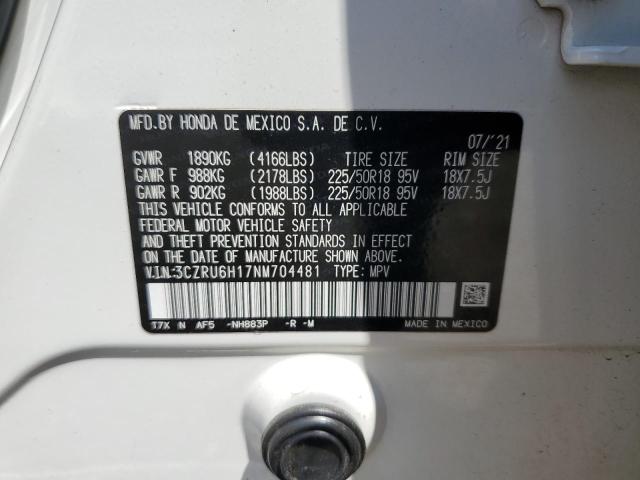 MFD.BY HONDA DE MEXICO S.A. DE C.V.
07/'21
GVWR 1890KG (4166LBS) TIRE SIZE RIM SIZE
GAWR F 988KG (2178LBS) 225/50R18 95V 18X7.5J
GAWR R 902KG (1988LBS) 225/50R18 95V 18X7.5J
THIS VEHICLE CONFORMS TO ALL APPLICABLE
FEDERAL MOTOR VEHICLE SAFETY
AND THEFT PREVENTION STANDARDS IN EFFECT
ON THE DATE OF MANUFACTURE SHOWN ABOVE.
V.I.N:3CZRU6H17NM704481 TYPE: MPV
T7X N AF5 -NH883P -R -M MADE IN MEXICO